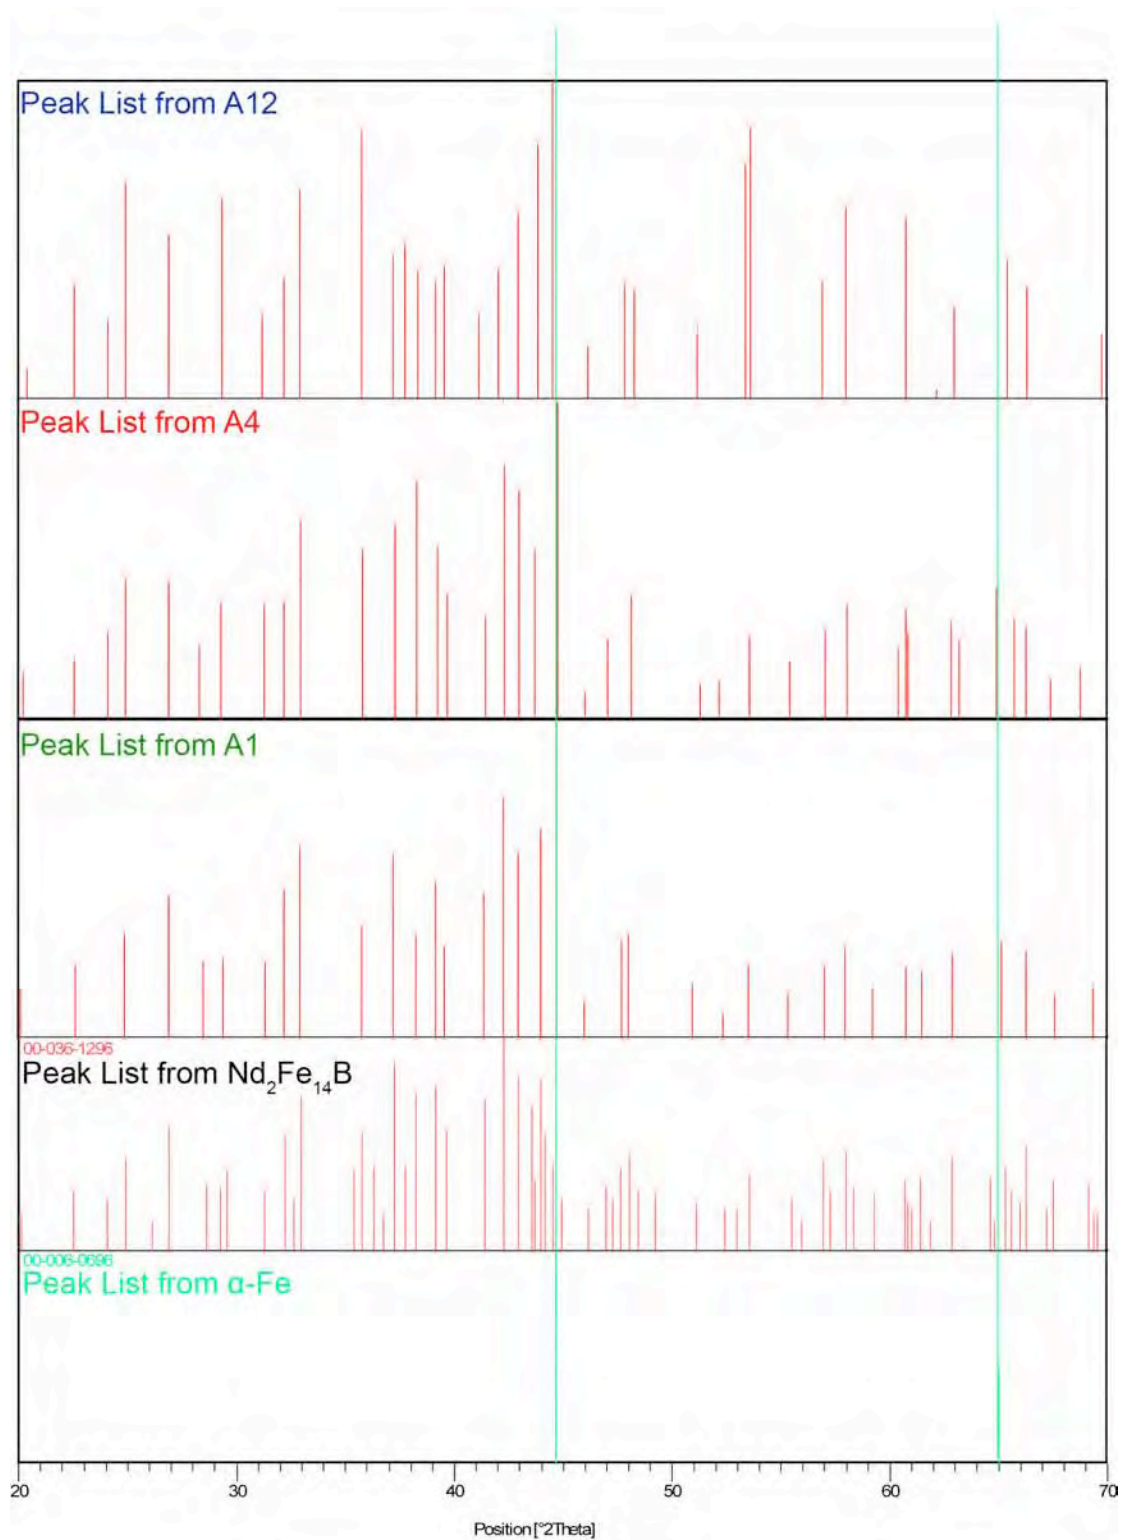 Peak List from A12
Peak List from A4
Peak List from A1
00-036-1296
Peak List from Nd₂Fe₁₄B
00-006-0696
Peak List from α-Fe
20 30 40 50 60 70
Position [°2Theta]